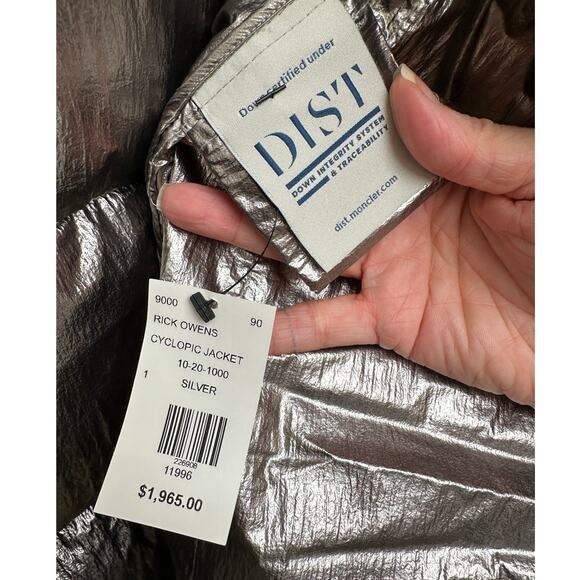 Down certified under
DIST
DOWN INTEGRITY SYSTEM
& TRACEABILITY
dist.moncler.com
9000 90
RICK OWENS
CYCLOPIC JACKET
10-20-1000
1 SILVER
226908
11996
$1,965.00